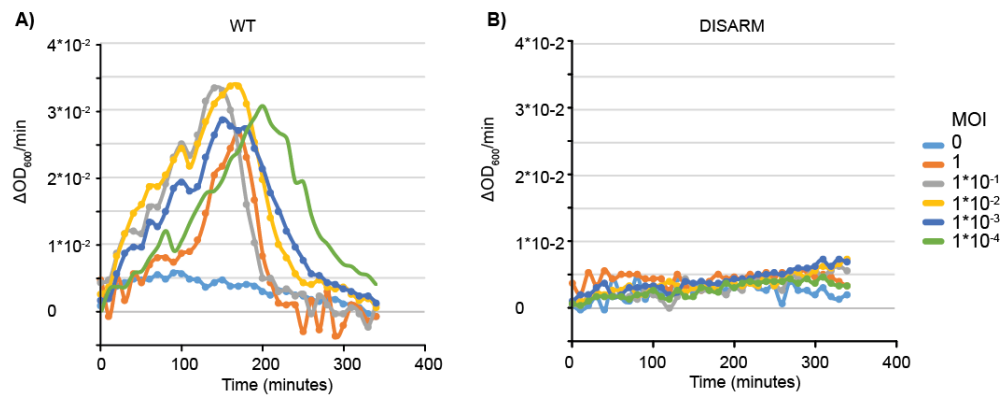 A)
WT
4*10⁻²
3*10⁻²
2*10⁻²
1*10⁻²
0
ΔOD₆₀₀/min
0 100 200 300 400
Time (minutes)
B)
DISARM
4*10-2
3*10-2
2*10-2
1*10-2
0
ΔOD₆₀₀/min
0 100 200 300 400
Time (minutes)
MOI
0
1
1*10⁻¹
1*10⁻²
1*10⁻³
1*10⁻⁴